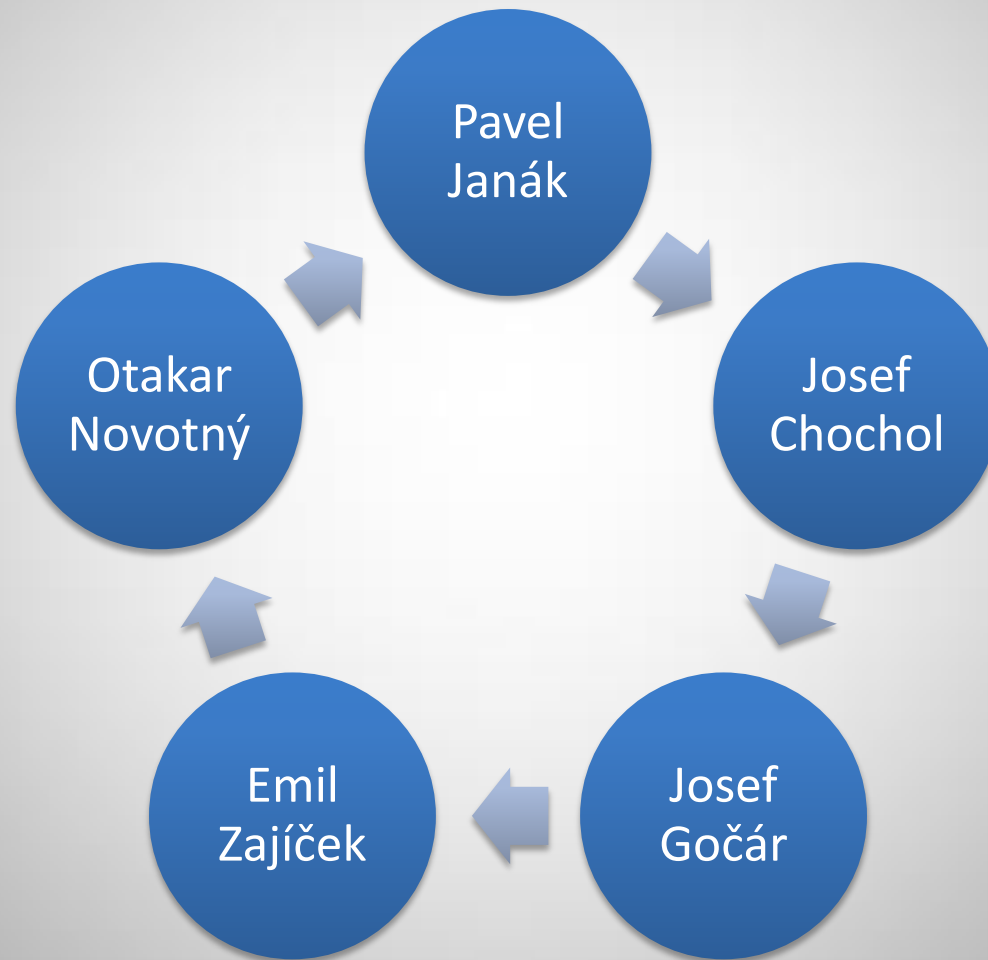 Pavel
Janák
Josef
Chochol
Josef
Gočár
Emil
Zajíček
Otakar
Novotný